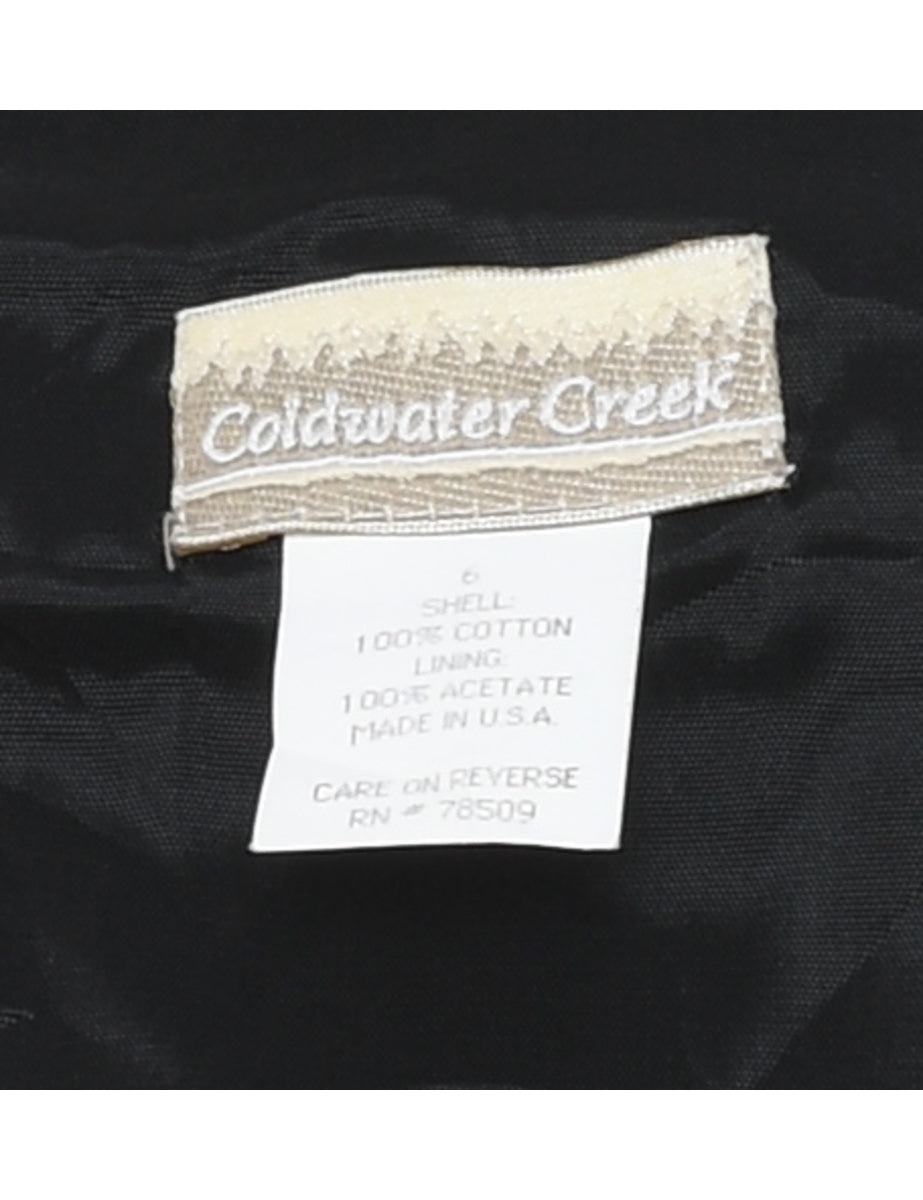 Coldwater Creek
6
SHELL:
100% COTTON
LINING:
100% ACETATE
MADE IN U.S.A.
CARE ON REVERSE
RN # 78509